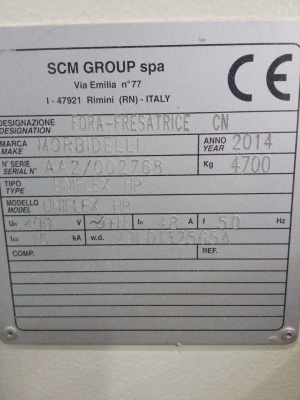 SCM GROUP spa
Via Emilia n°77
I - 47921 Rimini (RN) - ITALY
CE
DESIGNAZIONE
DESIGNATION FORA-FRESATRICE CN
MARCA
MAKE MORBIDELLI ANNO
YEAR 2014
N° SERIE
SERIAL N° AA2/002768 Kg 4700
TIPO
TYPE UNIFLEX HP
MODELLO
MODEL UNIFLEX HP
Un 400 V In 48 A f 50 Hz
Icc kA w.d.
COMP. REF.